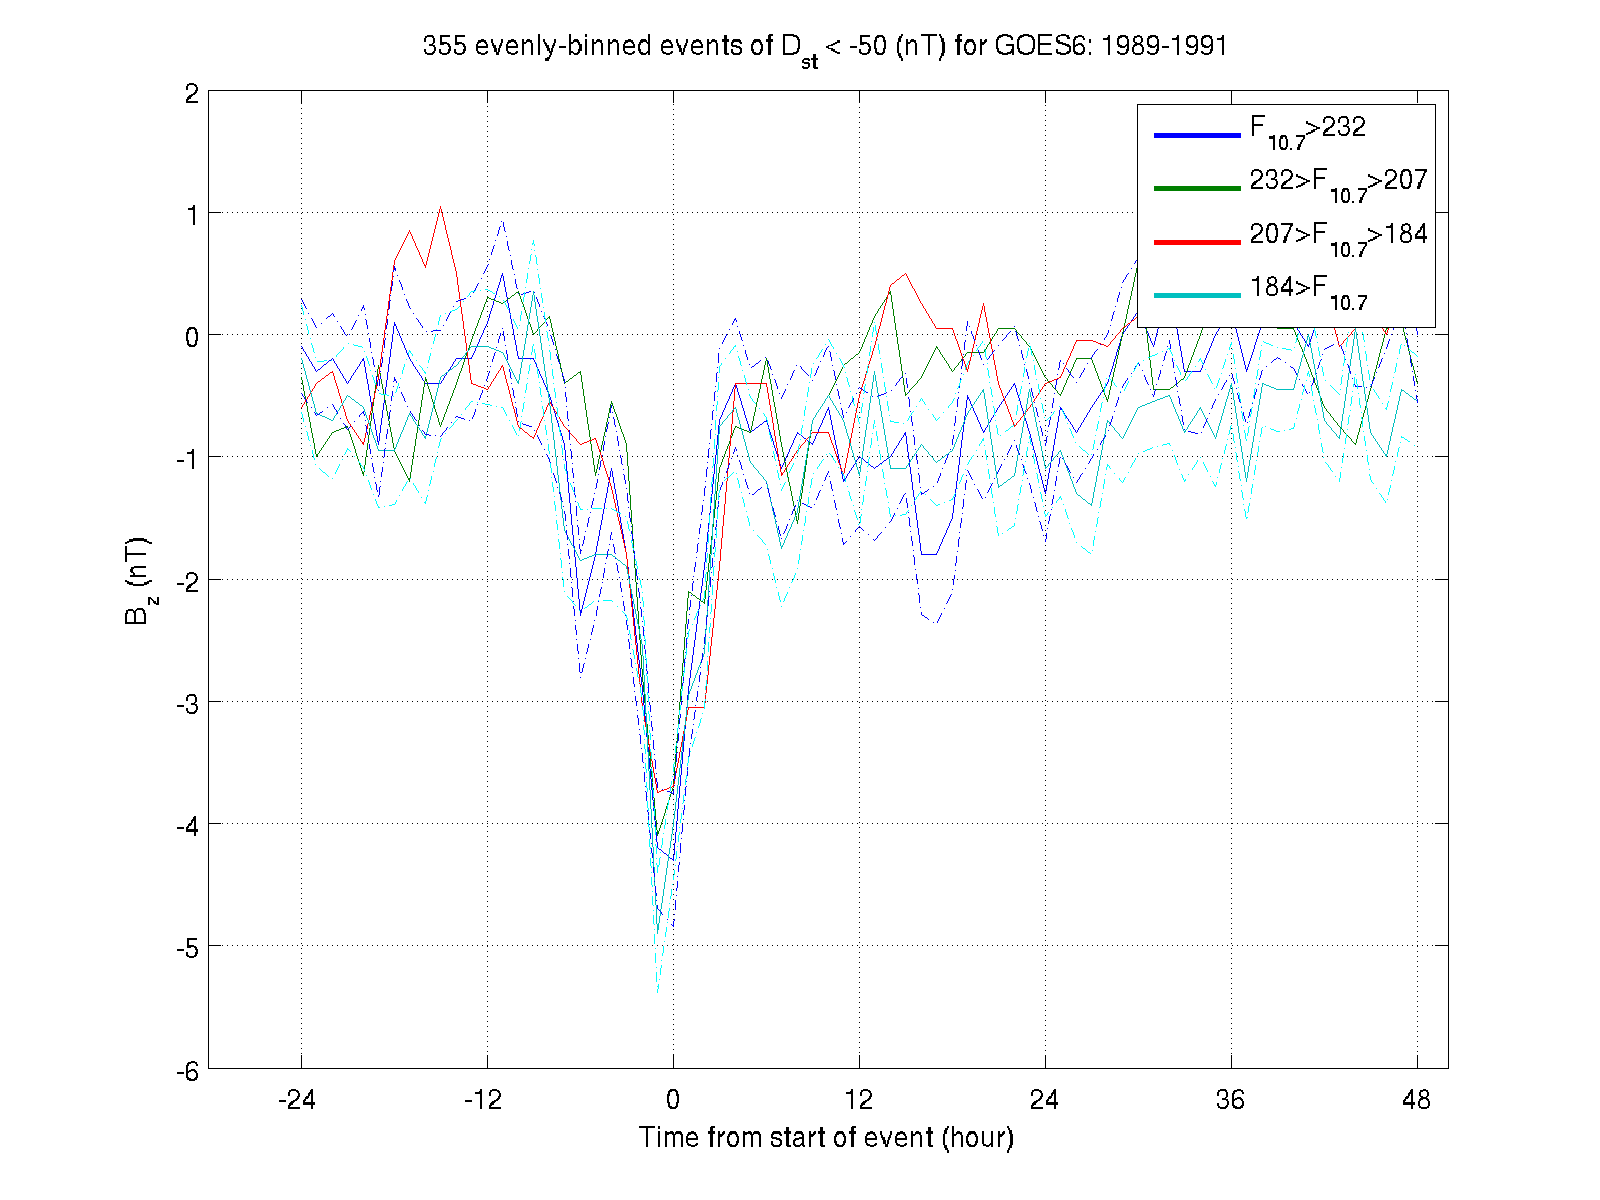 355 evenly-binned events of D_st < -50 (nT) for GOES6: 1989-1991
2
1
0
-1
-2
-3
-4
-5
-6
B_z (nT)
F_10.7>232
232>F_10.7>207
207>F_10.7>184
184>F_10.7
-24 -12 0 12 24 36 48
Time from start of event (hour)